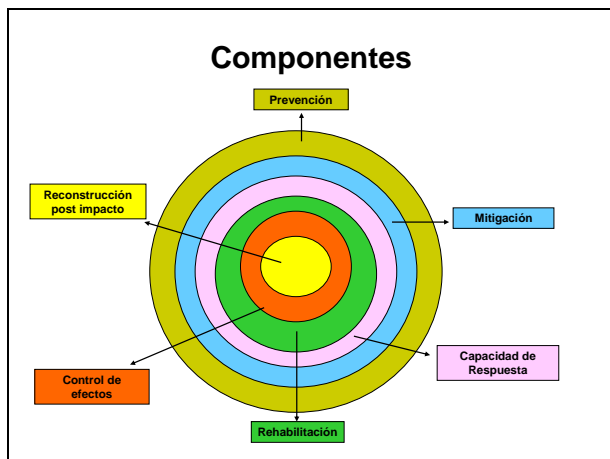 Componentes
Prevención
Reconstrucción
post impacto
Mitigación
Capacidad de
Respuesta
Control de
efectos
Rehabilitación